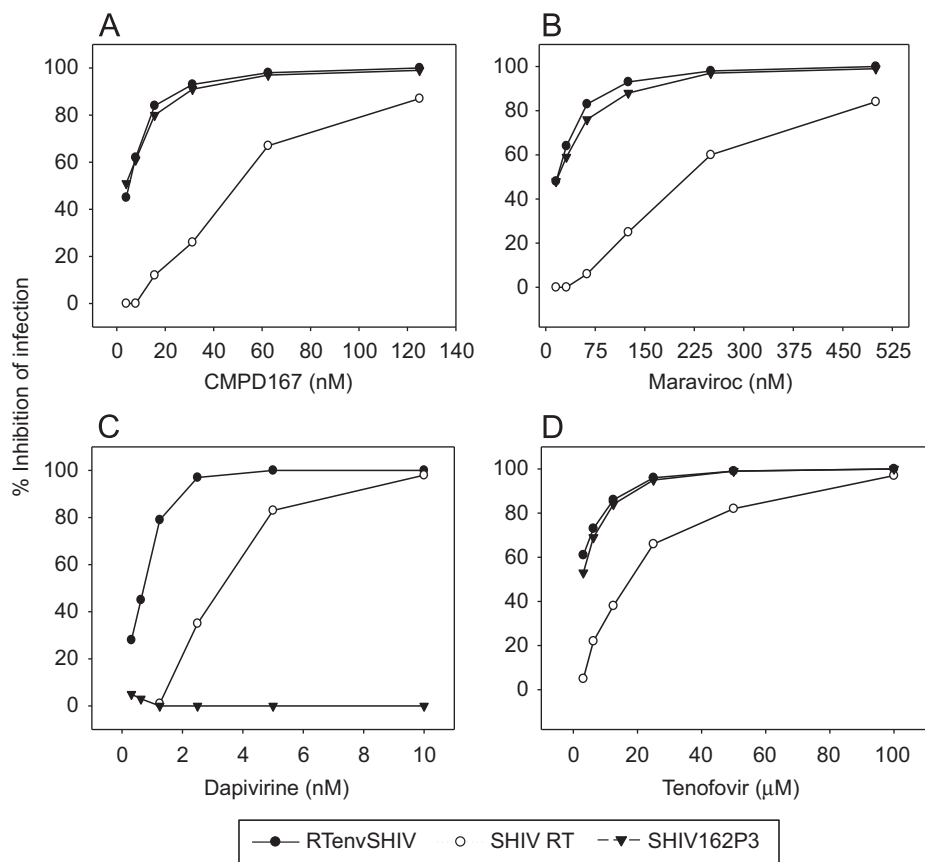 A
B
100
80
60
40
20
0
0 20 40 60 80 100 120 140
CMPD167 (nM)
100
80
60
40
20
0
0 75 150 225 300 375 450 525
Maraviroc (nM)
% Inhibition of infection
C
D
100
80
60
40
20
0
0 2 4 6 8 10
Dapivirine (nM)
100
80
60
40
20
0
0 20 40 60 80 100
Tenofovir (μM)
RTenvSHIV SHIV RT SHIV162P3